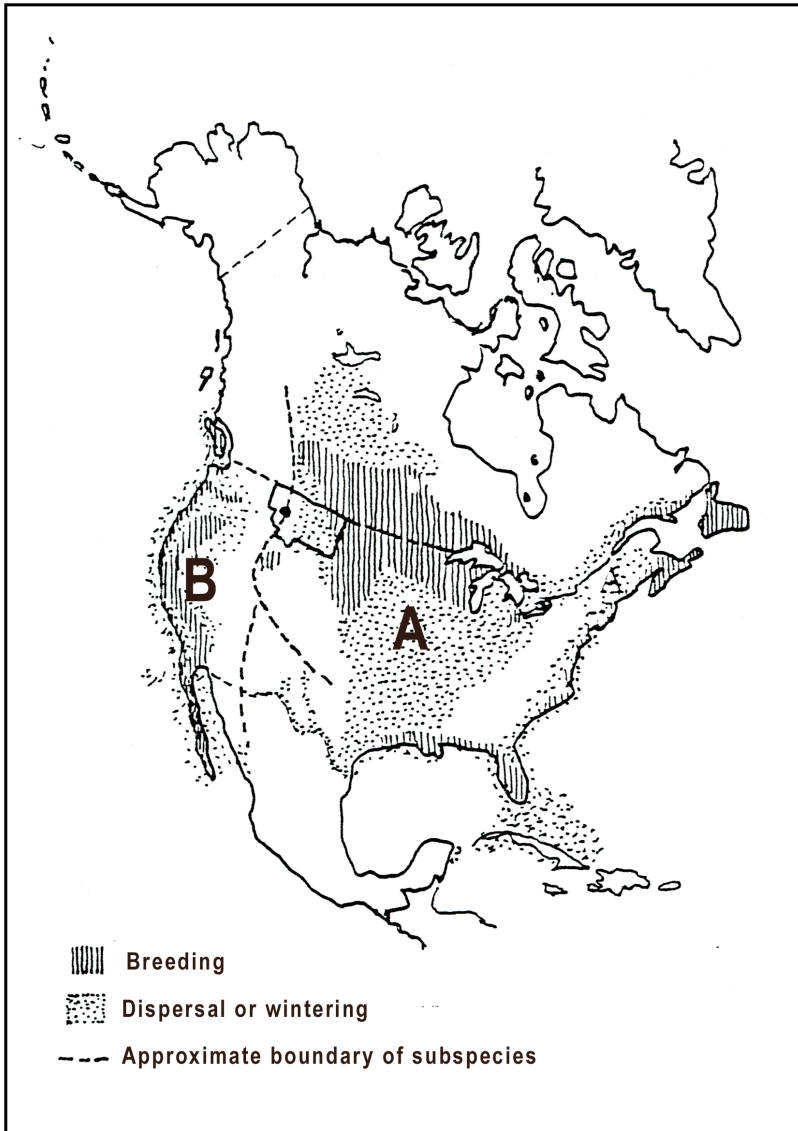 B
A
Breeding
Dispersal or wintering
Approximate boundary of subspecies